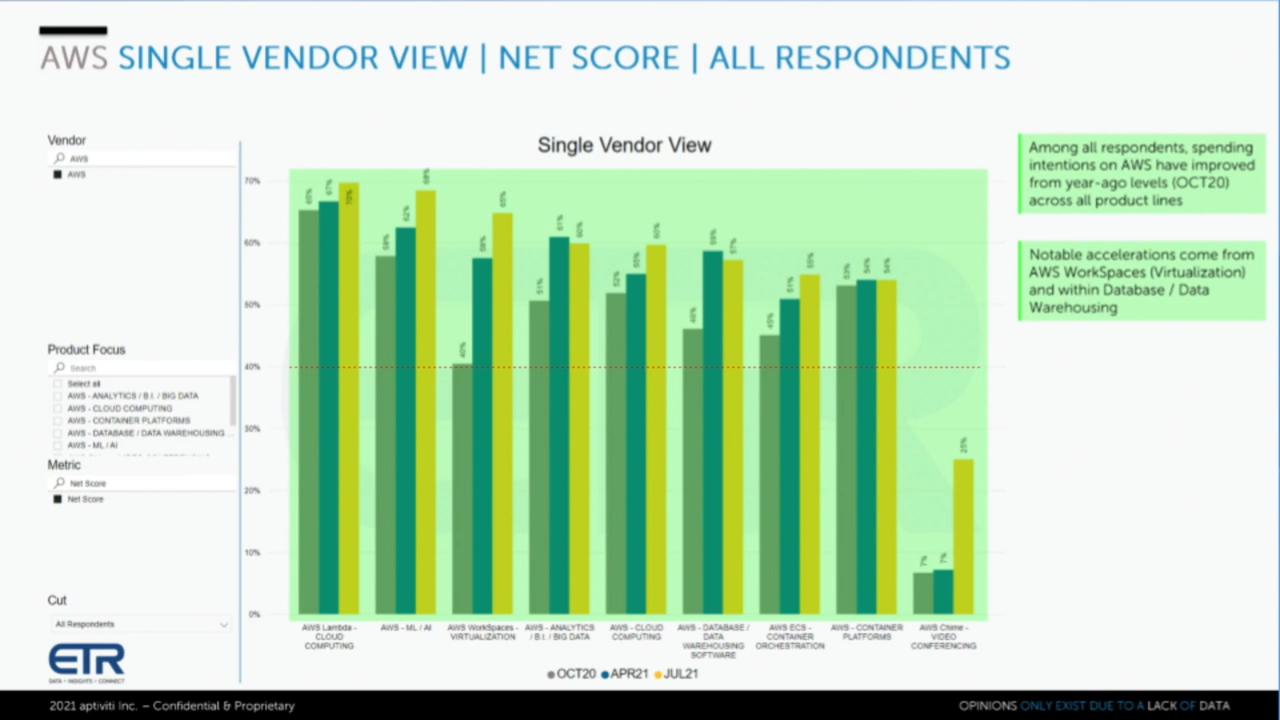 AWS SINGLE VENDOR VIEW | NET SCORE | ALL RESPONDENTS
Vendor
AWS
AWS
Product Focus
Search
Select all
AWS - ANALYTICS / B.I. / BIG DATA
AWS - CLOUD COMPUTING
AWS - CONTAINER PLATFORMS
AWS - DATABASE / DATA WAREHOUSING ...
AWS - ML / AI
Metric
Net Score
Net Score
Cut
All Respondents
ETR
DATA • INSIGHTS • CONNECT
Single Vendor View
70%
60%
50%
40%
30%
20%
10%
0%
65% 67% 70%
58% 62% 68%
40% 58% 65%
51% 61% 60%
52% 55% 60%
46% 59% 57%
45% 51% 55%
53% 54% 54%
7% 7% 25%
AWS Lambda -
CLOUD
COMPUTING
AWS - ML / AI
AWS WorkSpaces -
VIRTUALIZATION
AWS - ANALYTICS
/ B.I. / BIG DATA
AWS - CLOUD
COMPUTING
AWS - DATABASE /
DATA
WAREHOUSING
SOFTWARE
AWS ECS -
CONTAINER
ORCHESTRATION
AWS - CONTAINER
PLATFORMS
AWS Chime -
VIDEO
CONFERENCING
OCT20 APR21 JUL21
Among all respondents, spending
intentions on AWS have improved
from year-ago levels (OCT20)
across all product lines
Notable accelerations come from
AWS WorkSpaces (Virtualization)
and within Database / Data
Warehousing
2021 aptiviti Inc. – Confidential & Proprietary
OPINIONS ONLY EXIST DUE TO A LACK OF DATA